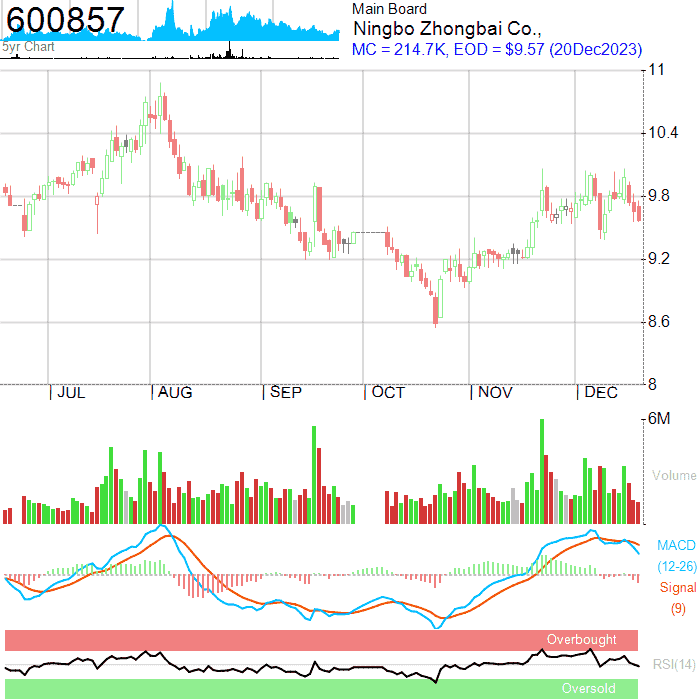 600857
5yr Chart
Main Board
Ningbo Zhongbai Co.,
MC = 214.7K, EOD = $9.57 (20Dec2023)
11
10.4
9.8
9.2
8.6
8
JUL AUG SEP OCT NOV DEC
6M
Volume
MACD
(12-26)
Signal
(9)
Overbought
RSI(14)
Oversold